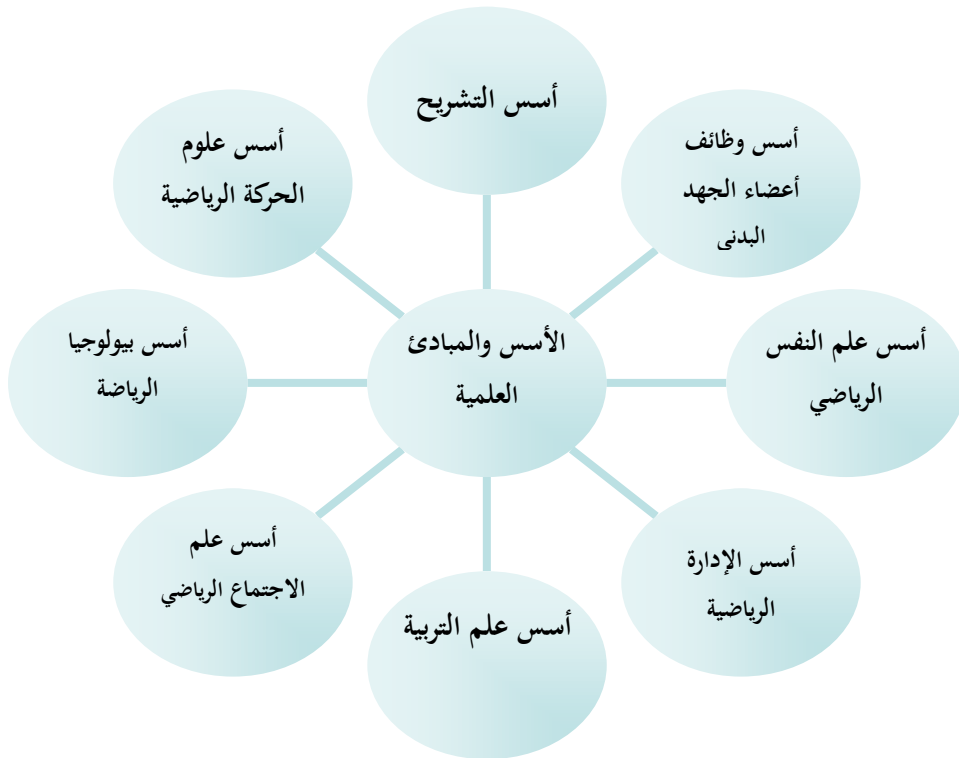 أسس التشريح
أسس وظائف
أعضاء الجهد
البدنى
أسس علم النفس
الرياضي
أسس الإدارة
الرياضية
أسس علم التربية
أسس علم
الاجتماع الرياضي
أسس بيولوجيا
الرياضة
أسس علوم
الحركة الرياضية
الأسس والمبادئ
العلمية